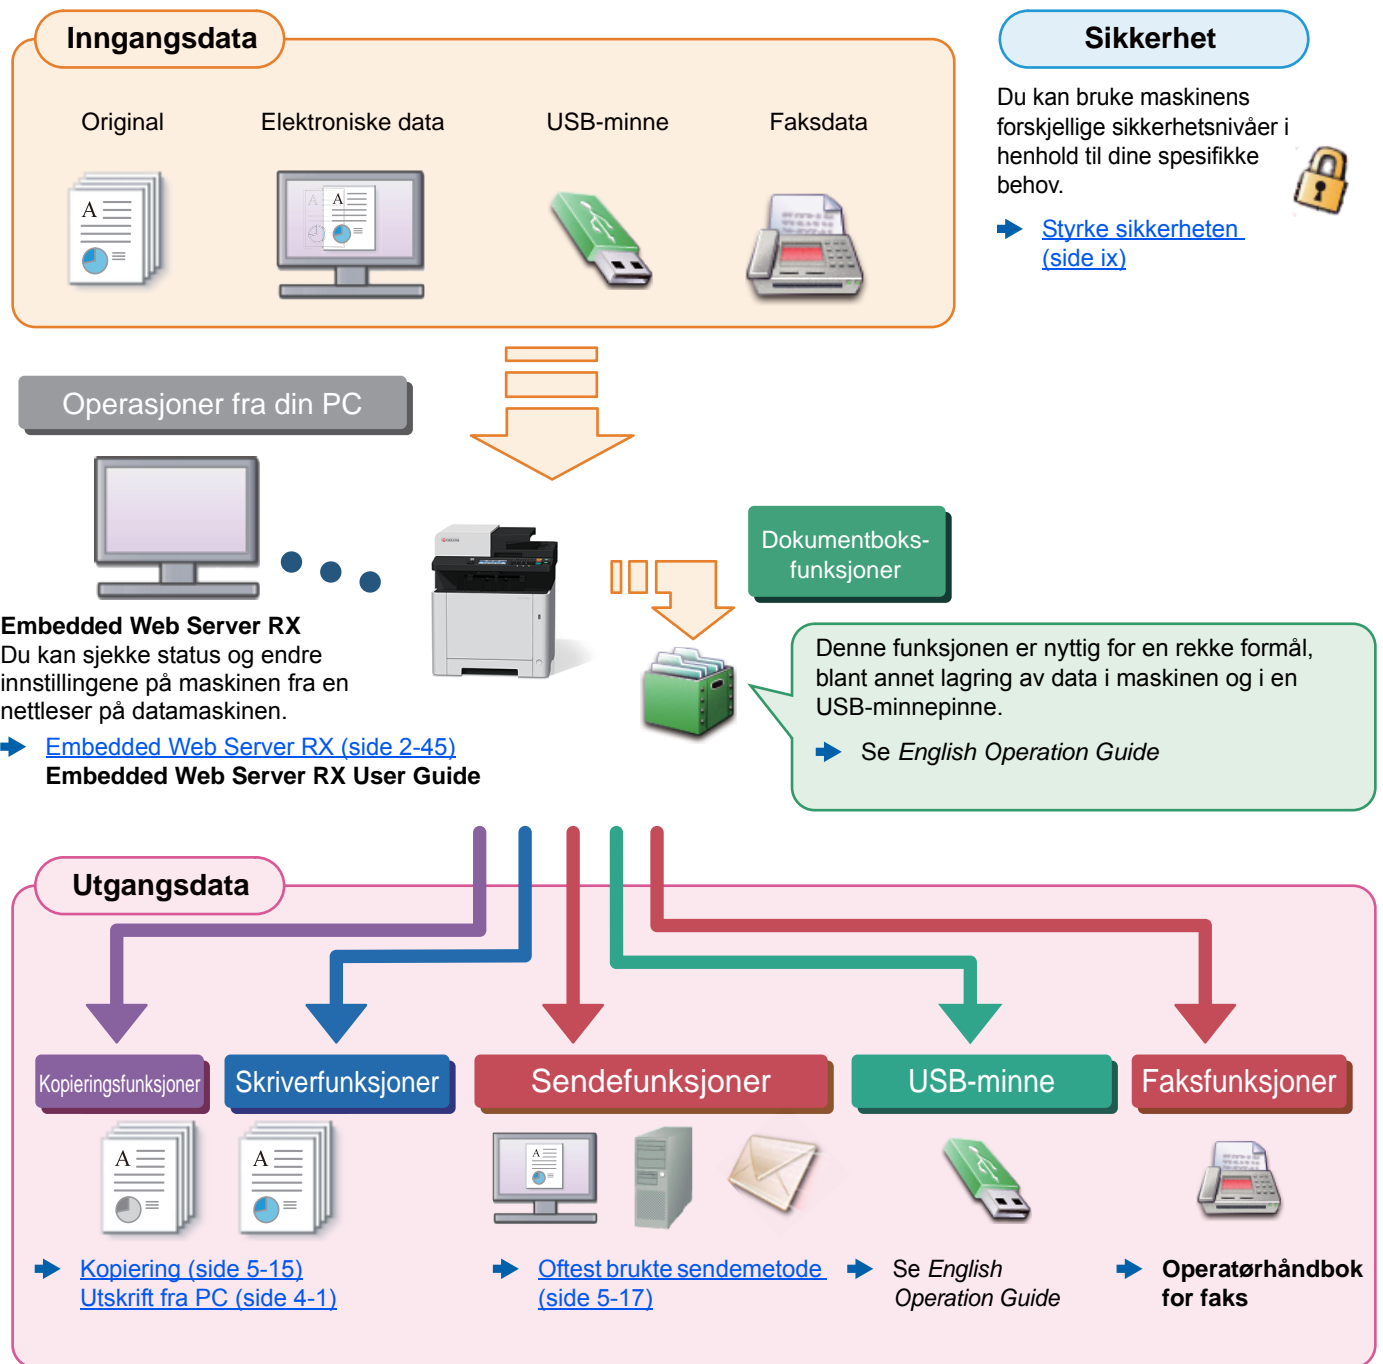 Inngangsdata
Original
Elektroniske data
USB-minne
Faksdata
Sikkerhet
Du kan bruke maskinens
forskjellige sikkerhetsnivåer i
henhold til dine spesifikke
behov.
Styrke sikkerheten
(side ix)
Operasjoner fra din PC
Embedded Web Server RX
Du kan sjekke status og endre
innstillingene på maskinen fra en
nettleser på datamaskinen.
Embedded Web Server RX (side 2-45)
Embedded Web Server RX User Guide
Dokumentboks-
funksjoner
Denne funksjonen er nyttig for en rekke formål,
blant annet lagring av data i maskinen og i en
USB-minnepinne.
Se English Operation Guide
Utgangsdata
Kopieringsfunksjoner
Skriverfunksjoner
Sendefunksjoner
USB-minne
Faksfunksjoner
Kopiering (side 5-15)
Utskrift fra PC (side 4-1)
Oftest brukte sendemetode
(side 5-17)
Se English
Operation Guide
Operatørhåndbok
for faks